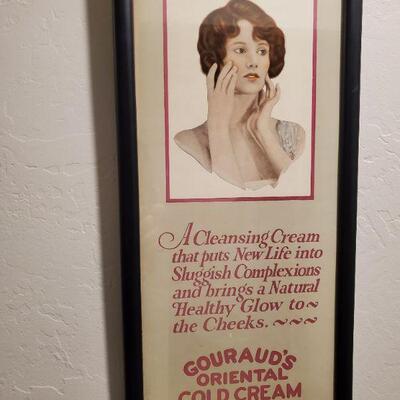 A Cleansing Cream
that puts New Life into
Sluggish Complexions
and brings a Natural
Healthy Glow to~
the Cheeks. ~~~
GOURAUD'S
ORIENTAL
COLD CREAM